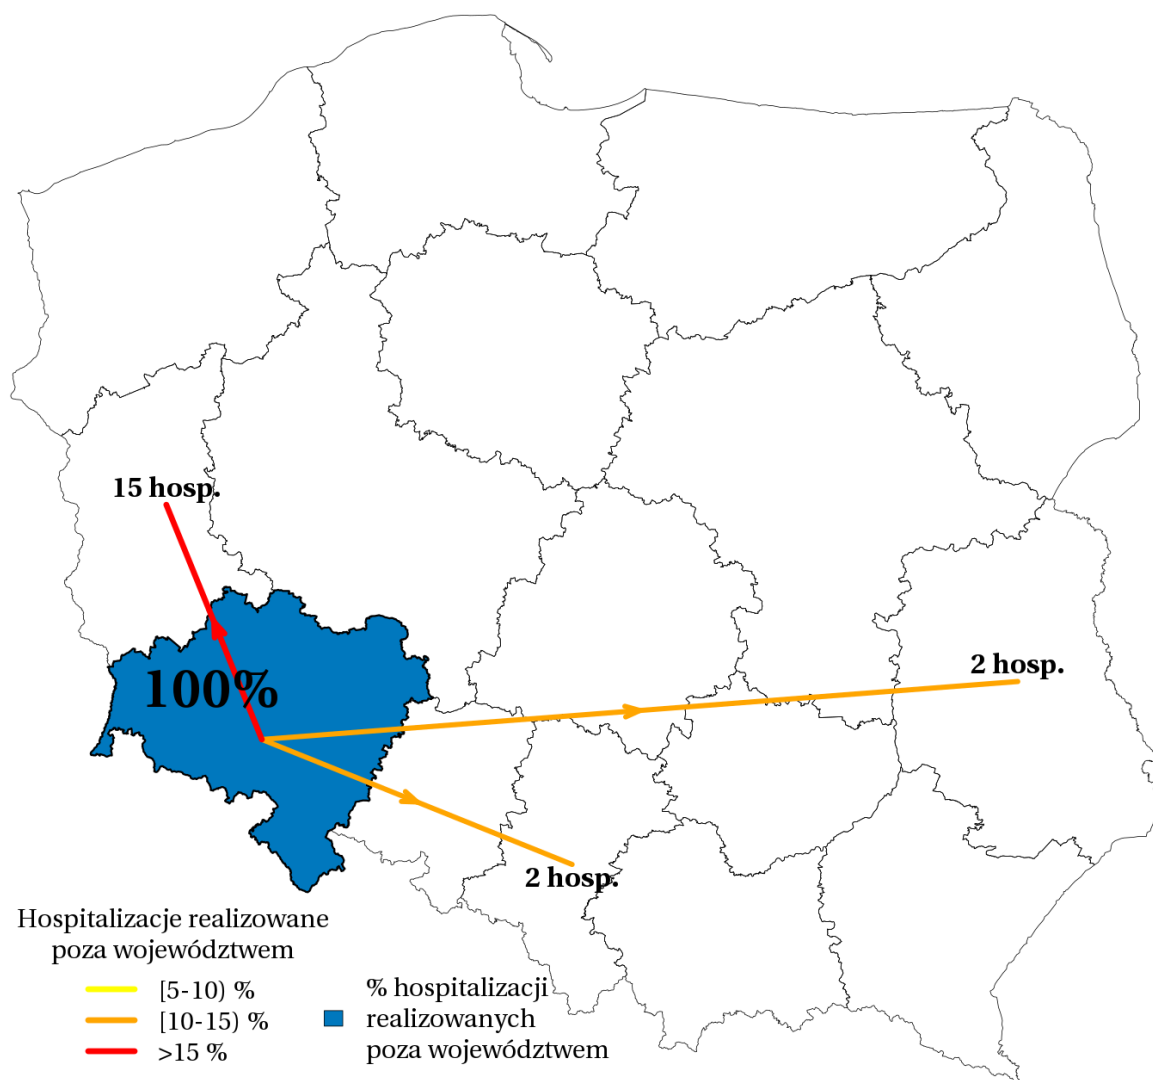 15 hosp.
2 hosp.
100%
2 hosp.
Hospitalizacje realizowane
poza województwem
[5-10) %
[10-15) %
>15 %
% hospitalizacji
realizowanych
poza województwem